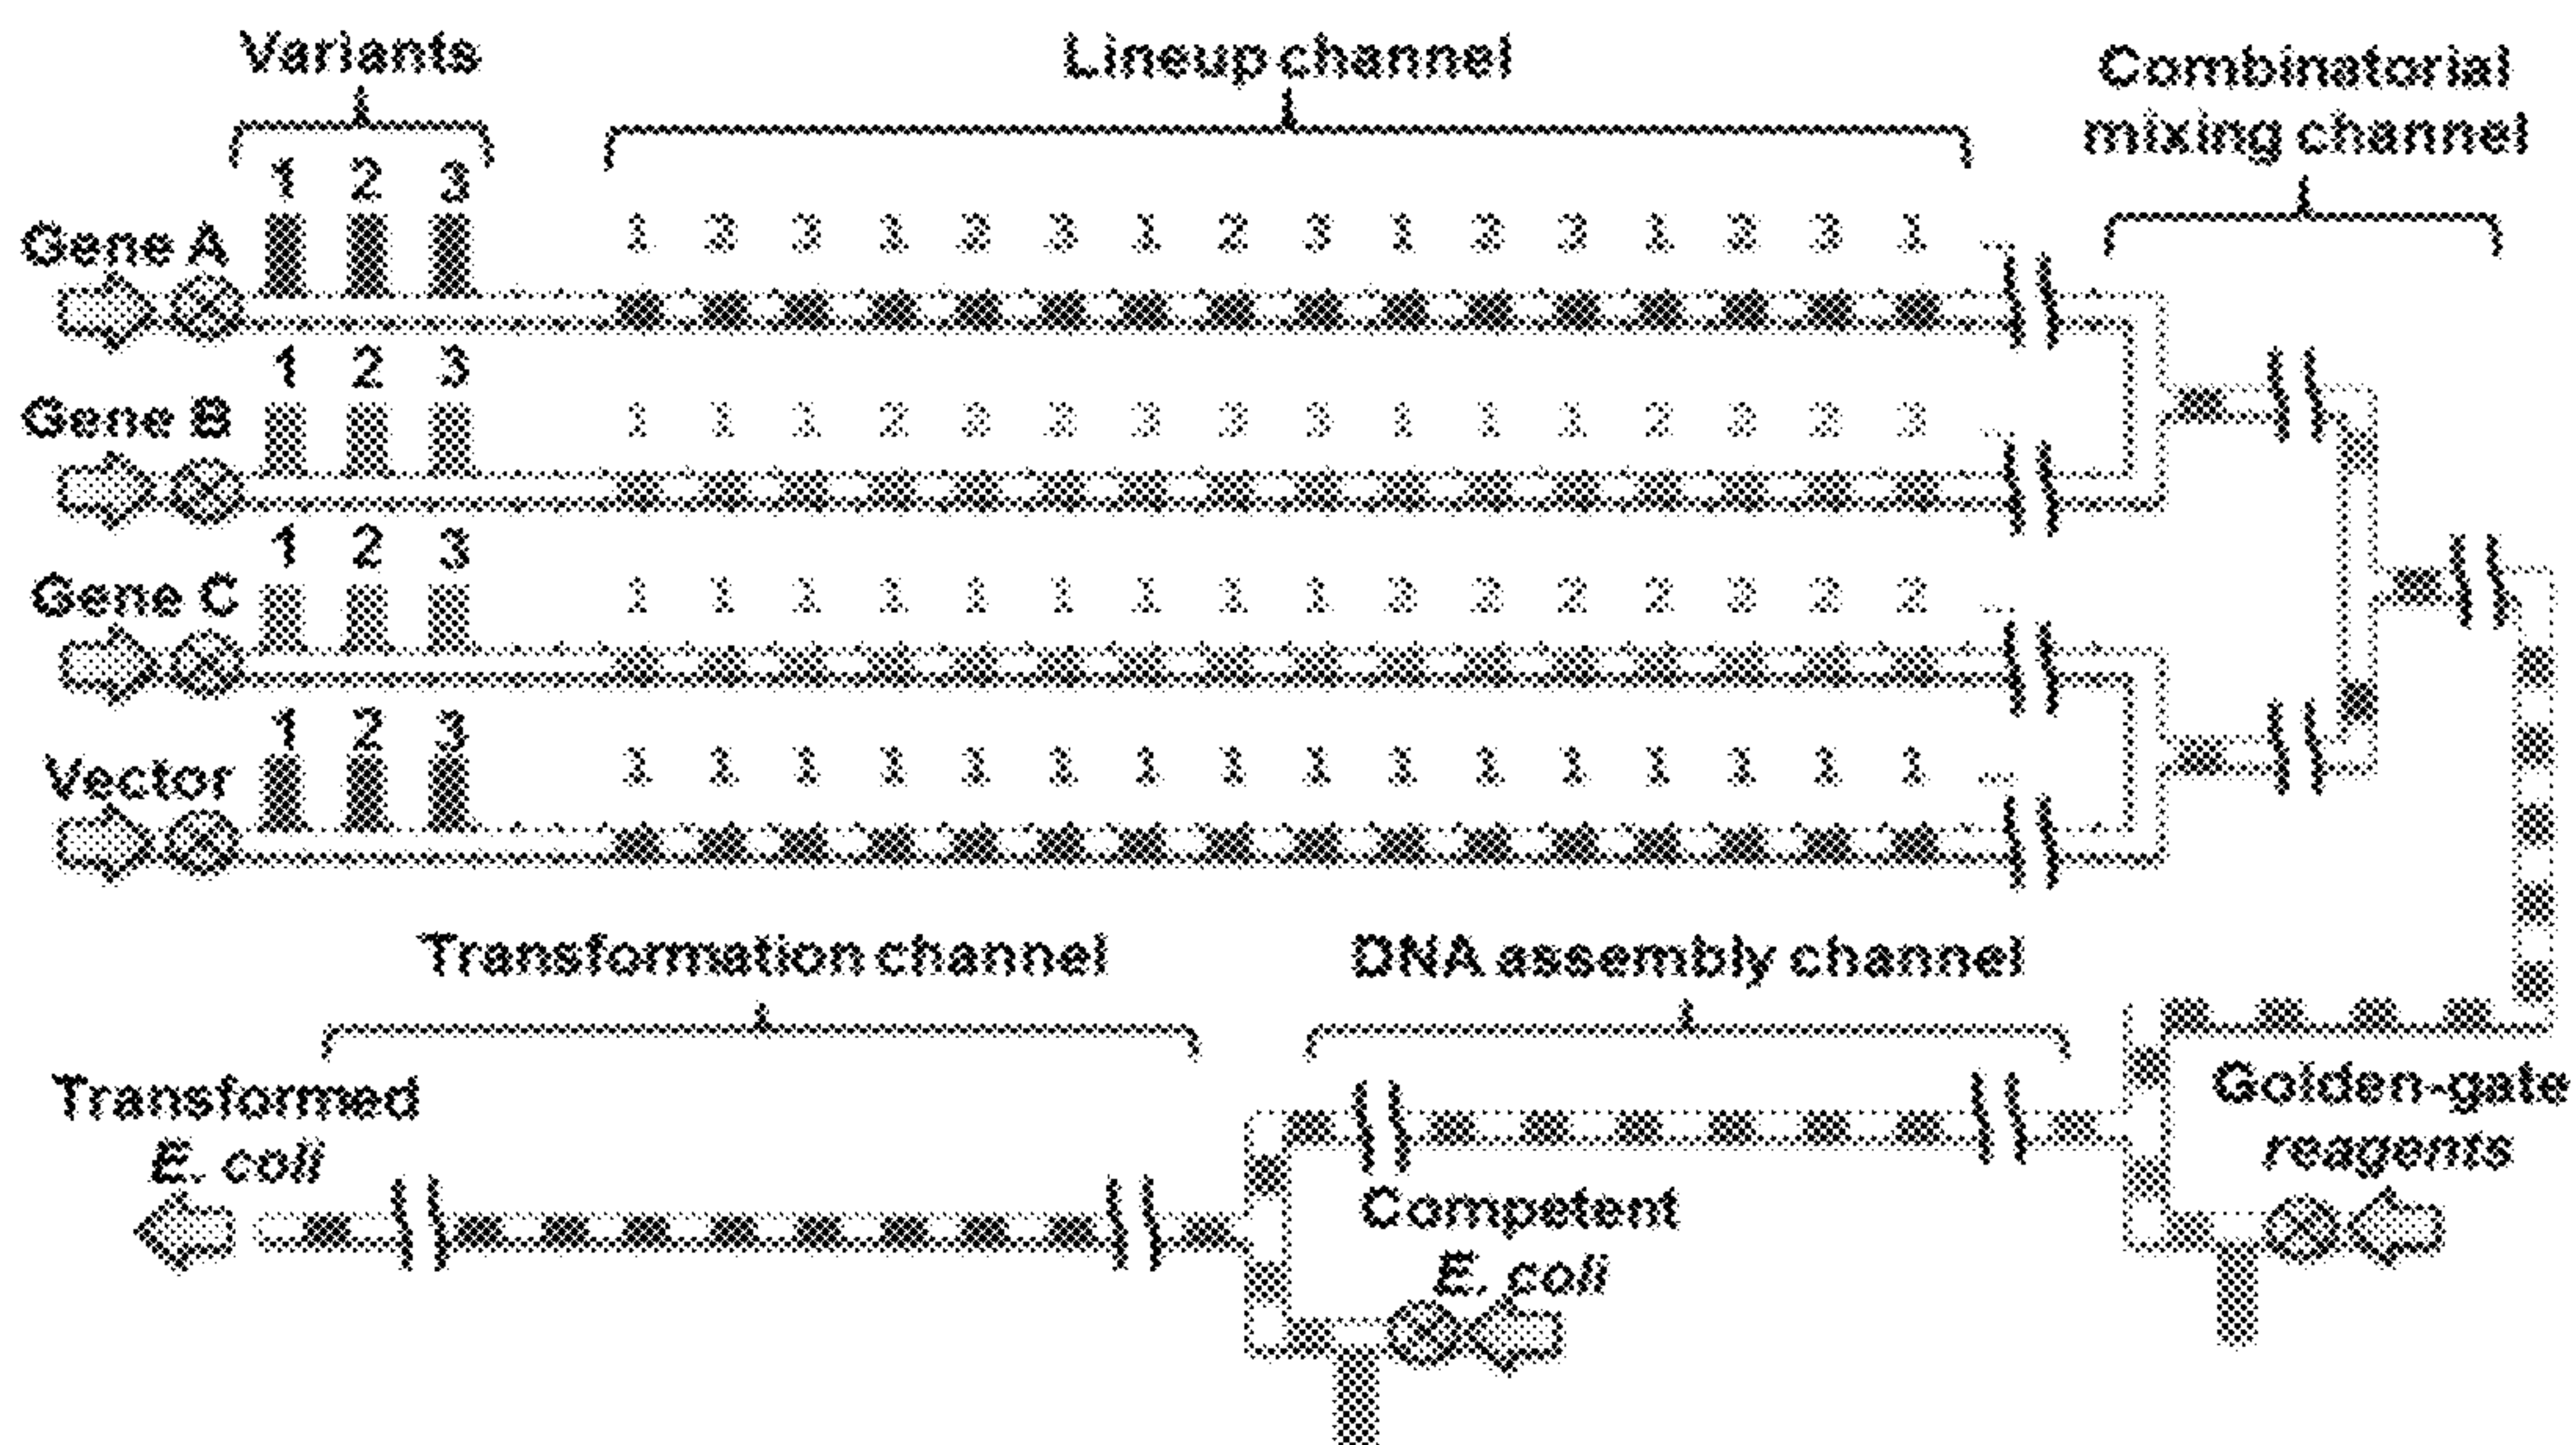 Variants
Lineup channel
Combinatorial
mixing channel
1 2 3
Gene A
1 2 3 1 2 3 1 2 3 1 2 3 1 2 3 1 ...
1 2 3
Gene B
1 1 1 2 2 2 3 3 3 1 1 1 2 2 2 3 ...
1 2 3
Gene C
1 1 1 1 1 1 1 1 1 2 2 2 2 2 2 2 ...
1 2 3
Vector
1 1 1 1 1 1 1 1 1 1 1 1 1 1 1 1 ...
Transformation channel
DNA assembly channel
Transformed
E. coli
Competent
E. coli
Golden-gate
reagents